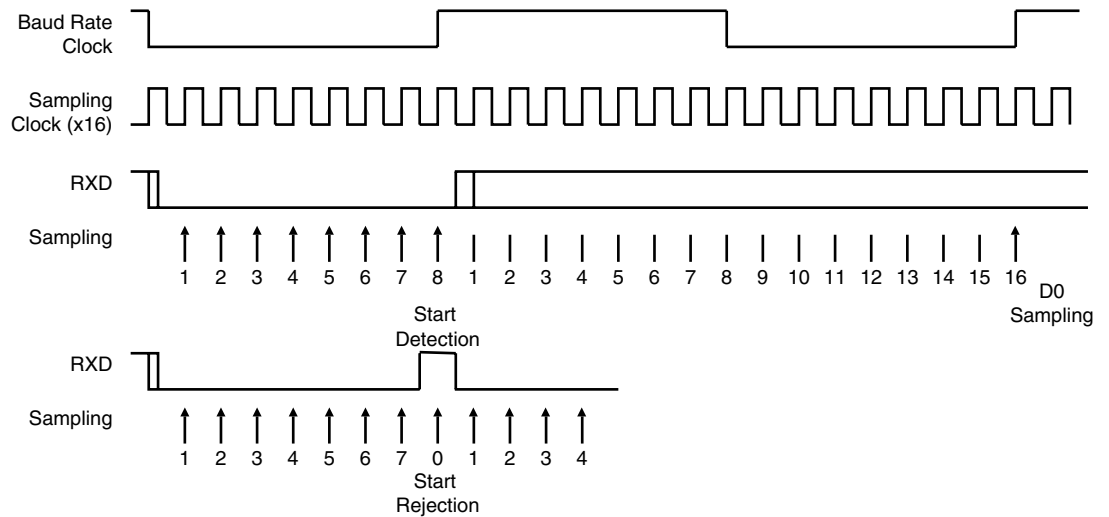 Baud Rate
Clock
Sampling
Clock (x16)
RXD
Sampling
1 2 3 4 5 6 7 8 1 2 3 4 5 6 7 8 9 10 11 12 13 14 15 16
D0
Sampling
Start
Detection
RXD
Sampling
1 2 3 4 5 6 7 0 1 2 3 4
Start
Rejection